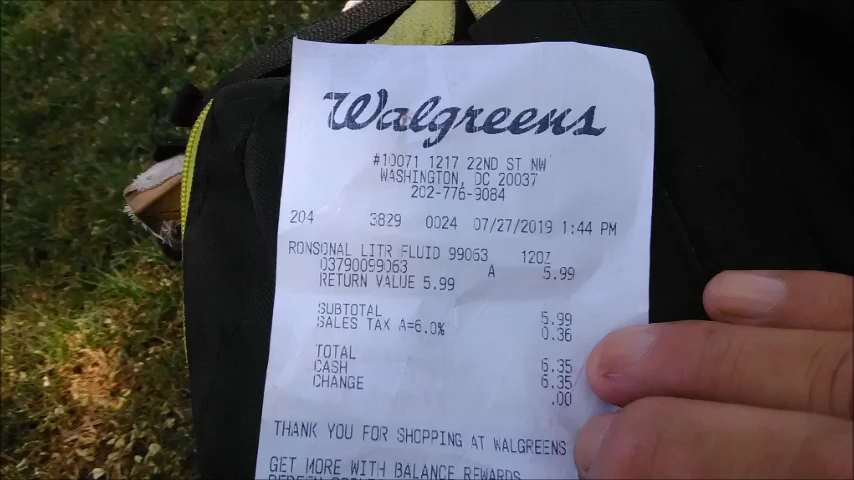 Walgreens
#10071 1217 22ND ST NW
WASHINGTON, DC 20037
202-776-9084
204 3829 0024 07/27/2019 1:44 PM
RONSONAL LITR FLUID 99063 12OZ
03790099063 A 5.99
RETURN VALUE 5.99
SUBTOTAL 5.99
SALES TAX A=6.0% 0.36
TOTAL 6.35
CASH 6.35
CHANGE .00
THANK YOU FOR SHOPPING AT WALGREENS
GET MORE WITH BALANCE REWARDS